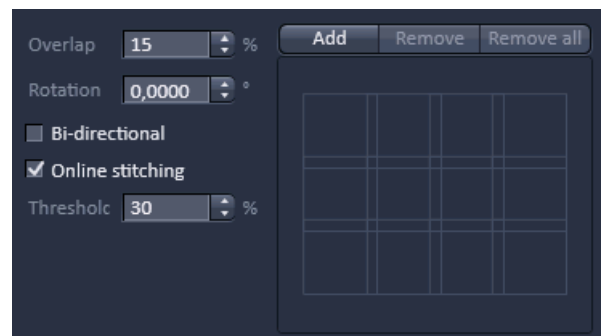 Overlap 15 % Add Remove Remove all
Rotation 0,0000 °
Bi-directional
Online stitching
Thresholc 30 %